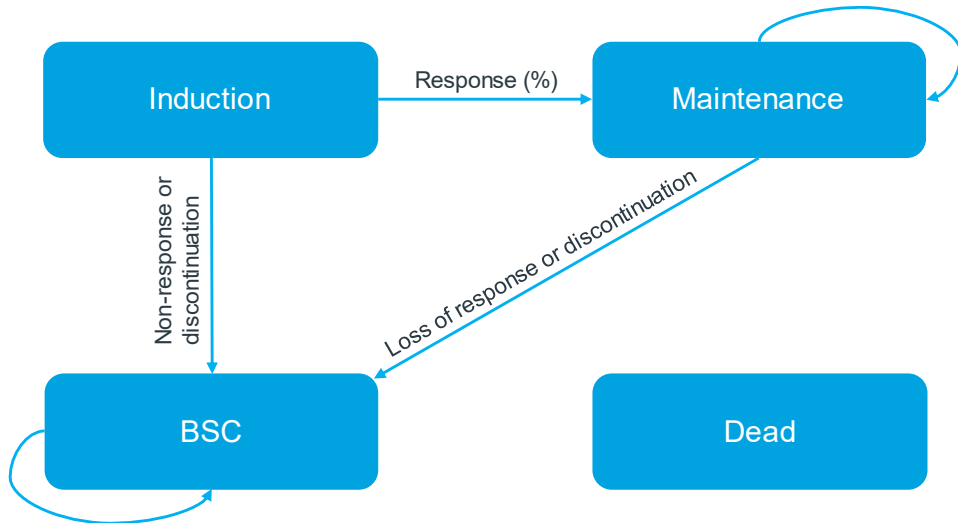 Induction
Response (%)
Maintenance
Non-response or
discontinuation
Loss of response or discontinuation
BSC
Dead